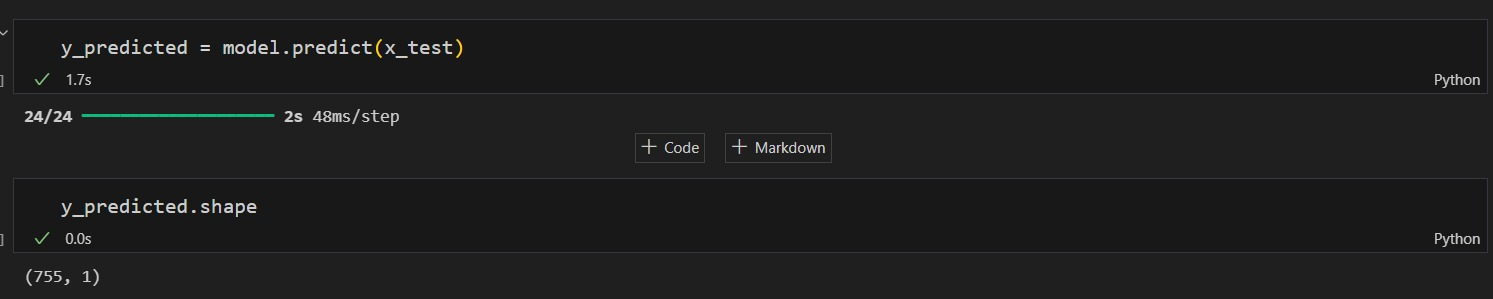 y_predicted = model.predict(x_test)
] ✓ 1.7s Python
24/24 ━━━━━━━━━━━━━━━━━━━━ 2s 48ms/step
+ Code + Markdown
y_predicted.shape
] ✓ 0.0s Python
(755, 1)